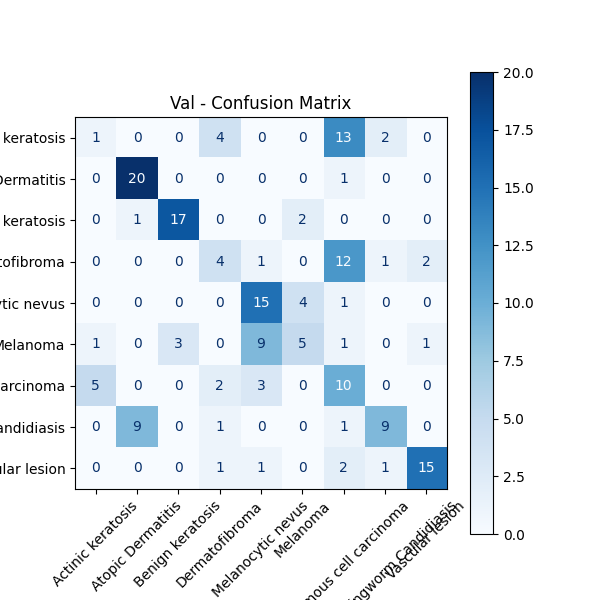 Val - Confusion Matrix
keratosis 1 0 0 4 0 0 13 2 0
Dermatitis 0 20 0 0 0 0 1 0 0
keratosis 0 1 17 0 0 2 0 0 0
tofibroma 0 0 0 4 1 0 12 1 2
tic nevus 0 0 0 0 15 4 1 0 0
Melanoma 1 0 3 0 9 5 1 0 1
arcinoma 5 0 0 2 3 0 10 0 0
andidiasis 0 9 0 1 0 0 1 9 0
lar lesion 0 0 0 1 1 0 2 1 15
Actinic keratosis
Atopic Dermatitis
Benign keratosis
Dermatofibroma
Melanocytic nevus
Melanoma
mous cell carcinoma
ngworm Candidiasis
Vascular lesion
20.0
17.5
15.0
12.5
10.0
7.5
5.0
2.5
0.0